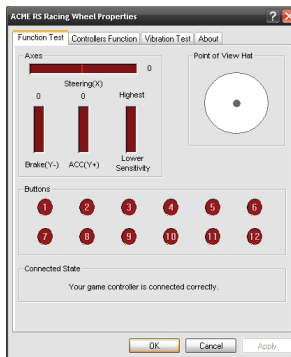 ACME RS Racing Wheel Properties
Function Test Controllers Function Vibration Test About
Axes
Point of View Hat
0
Steering(X)
0 0 Highest
Brake(Y-) ACC(Y+) Lower
Sensitivity
Buttons
1 2 3 4 5 6
7 8 9 10 11 12
Connected State
Your game controller is connected correctly.
OK Cancel Apply